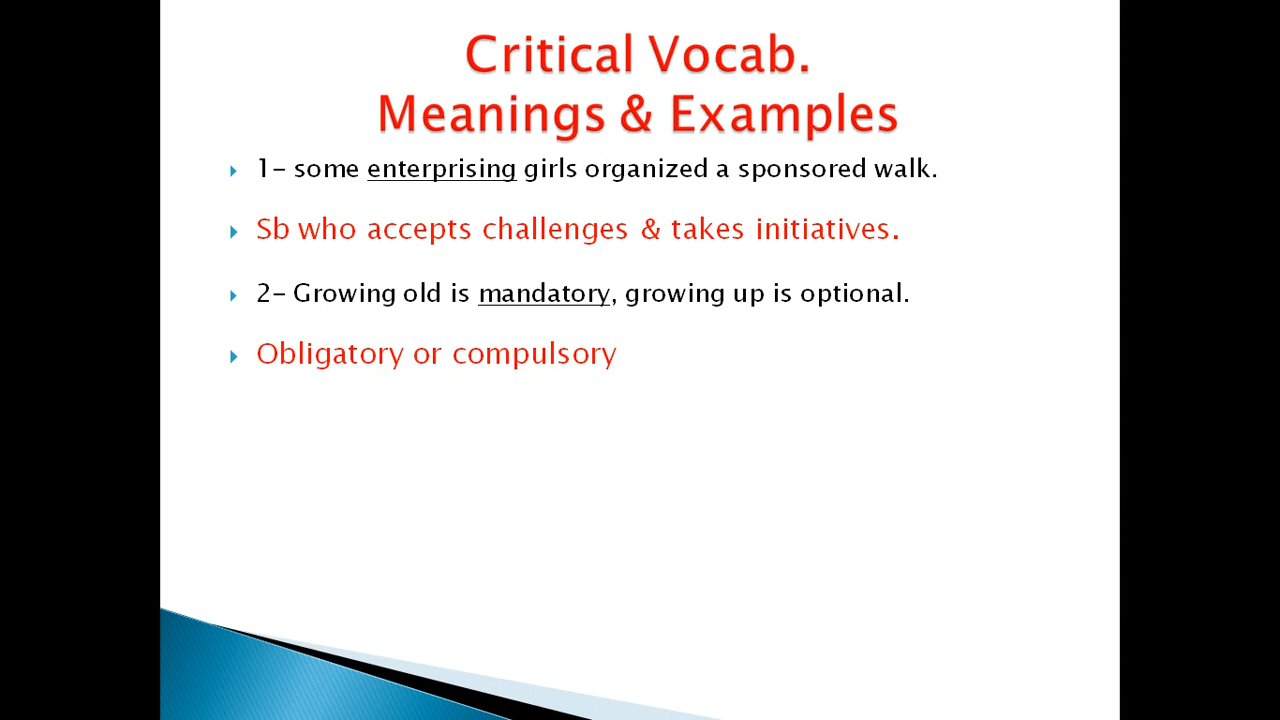 Critical Vocab.
Meanings & Examples
1- some enterprising girls organized a sponsored walk.
Sb who accepts challenges & takes initiatives.
2- Growing old is mandatory, growing up is optional.
Obligatory or compulsory